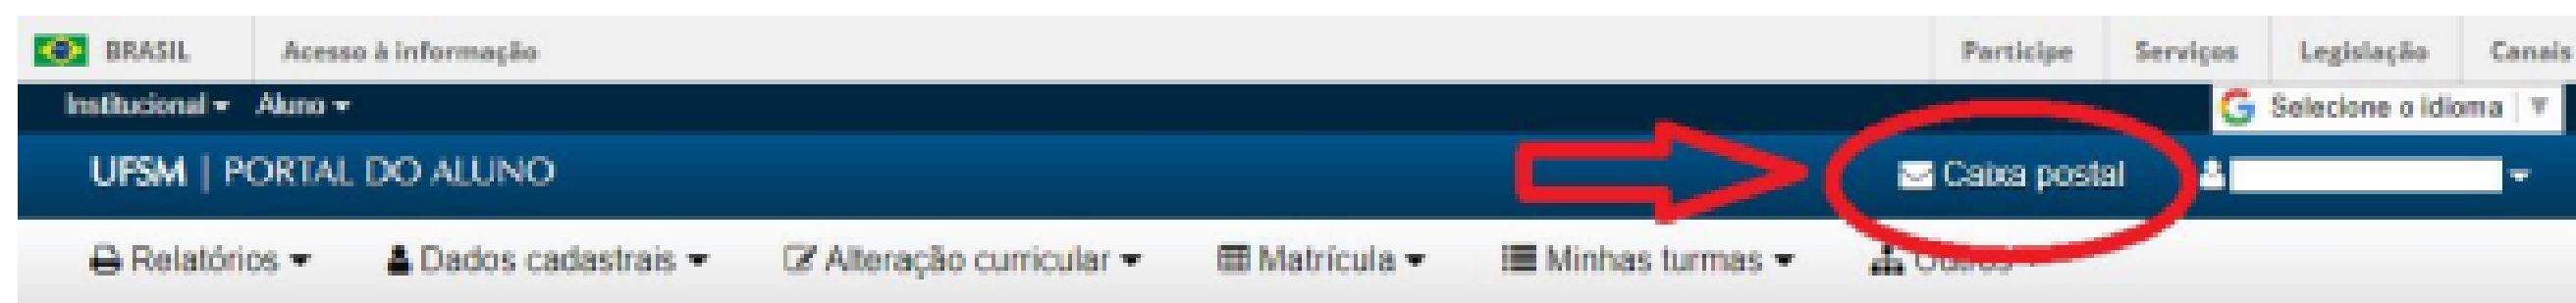 BRASIL Acesso à informação Participe Serviços Legislação Canais
Institucional Aluno Selecione o idioma
UFSM | PORTAL DO ALUNO Caixa postal
Relatórios Dados cadastrais Alteração curricular Matrícula Minhas turmas